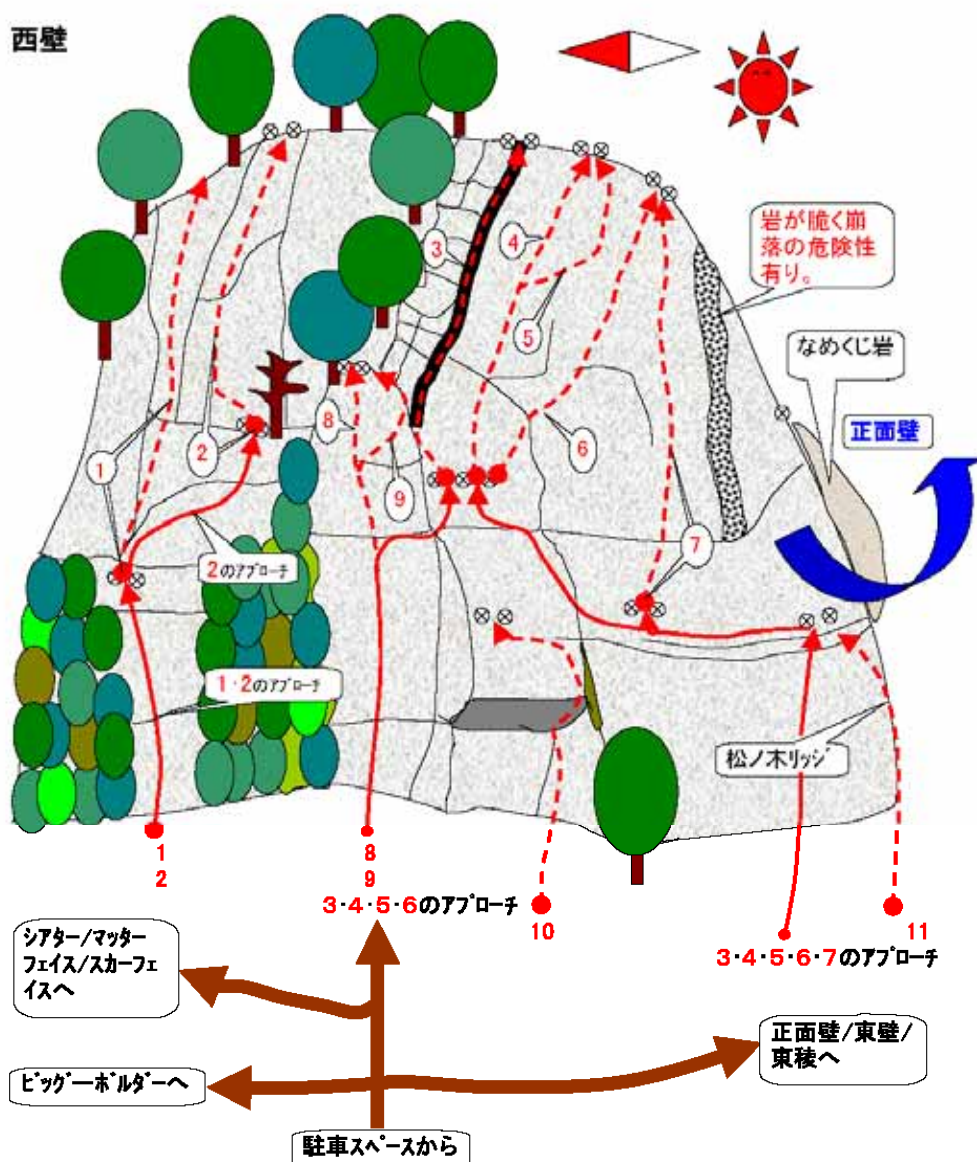 西壁
岩が脆く崩
落の危険性
有り。
なめくじ岩
正面壁
3
4
5
6
7
8
9
1
2
2のアプローチ
1・2のアプローチ
松ノ木リッジ
1
2
8
9
3・4・5・6のアプローチ
10
11
3・4・5・6・7のアプローチ
シアター/マッター
フェイス/スカーフェ
イスへ
正面壁/東壁/
東稜へ
ビッグーボルダーへ
駐車スペースから